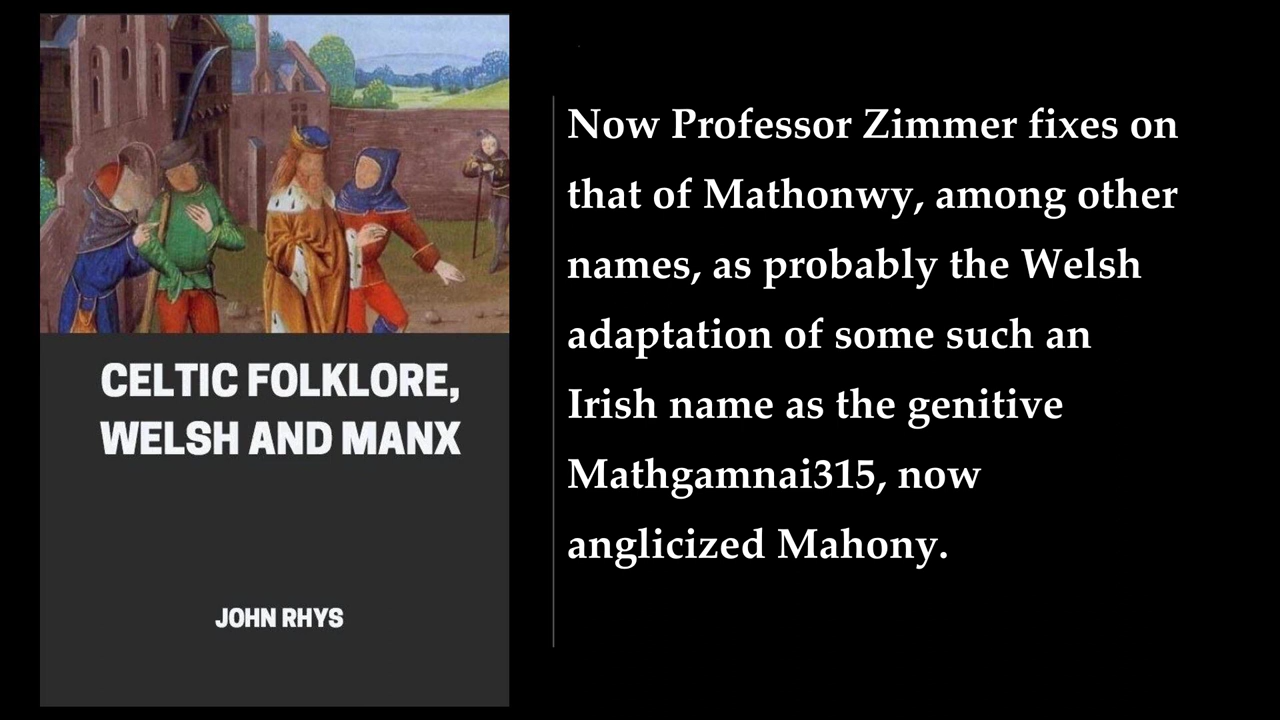 CELTIC FOLKLORE,
WELSH AND MANX
JOHN RHYS
Now Professor Zimmer fixes on
that of Mathonwy, among other
names, as probably the Welsh
adaptation of some such an
Irish name as the genitive
Mathgamnai315, now
anglicized Mahony.